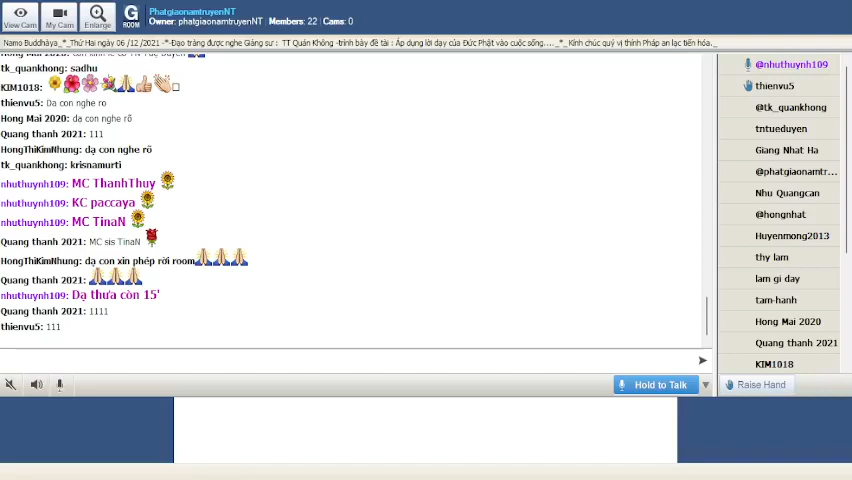 View Cam
My Cam
Enlarge
G
ROOM
PhatgiaonamtruyenNT
Owner: phatgiaonamtruyenNT Members: 22 Cams: 0
Namo Buddhàya_*_Thứ Hai ngày 06 /12 /2021 -*-Đạo tràng được nghe Giảng sư : TT Quán Không -trình bày đề tài : Áp dụng lời dạy của Đức Phật vào cuộc sống...._*_ Kính chúc quý vị thính Pháp an lạc tiến hóa._
tk_quankhong: sadhu
KIM1018:
thienvu5: Da con nghe ro
Hong Mai 2020: dạ con nghe rõ
Quang thanh 2021: 111
HongThiKimNhung: dạ con nghe rõ
tk_quankhong: krisnamurti
nhuthuynh109: MC ThanhThuy
nhuthuynh109: KC paccaya
nhuthuynh109: MC TinaN
Quang thanh 2021: MC sis TinaN
HongThiKimNhung: dạ con xin phép rời room
Quang thanh 2021:
nhuthuynh109: Dạ thưa còn 15'
Quang thanh 2021: 1111
thienvu5: 111
Hold to Talk
@nhuthuynh109
thienvu5
@tk_quankhong
tntueduyen
Giang Nhat Ha
@phatgiaonamtr...
Nhu Quangcan
@hongnhat
Huyenmong2013
thy lam
lam gi day
tam-hanh
Hong Mai 2020
Quang thanh 2021
KIM1018
Raise Hand